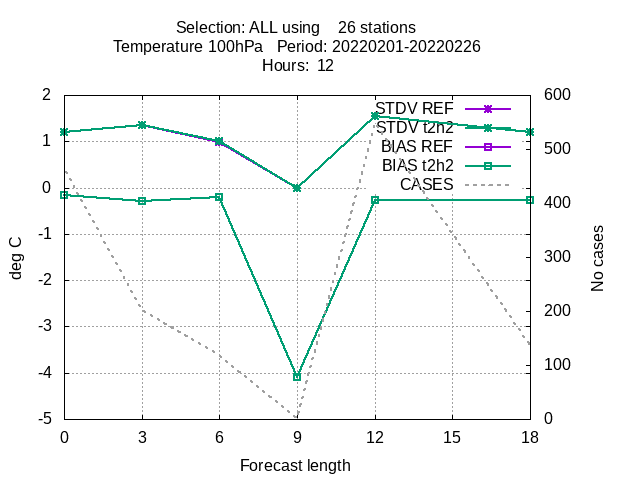 Selection: ALL using    26 stations
Temperature 100hPa   Period: 20220201-20220226
Hours:  12
2
1
0
-1
-2
-3
-4
-5
deg C
STDV REF
STDV t2h2
BIAS REF
BIAS t2h2
CASES
600
500
400
300
200
100
0
No cases
0 3 6 9 12 15 18
Forecast length